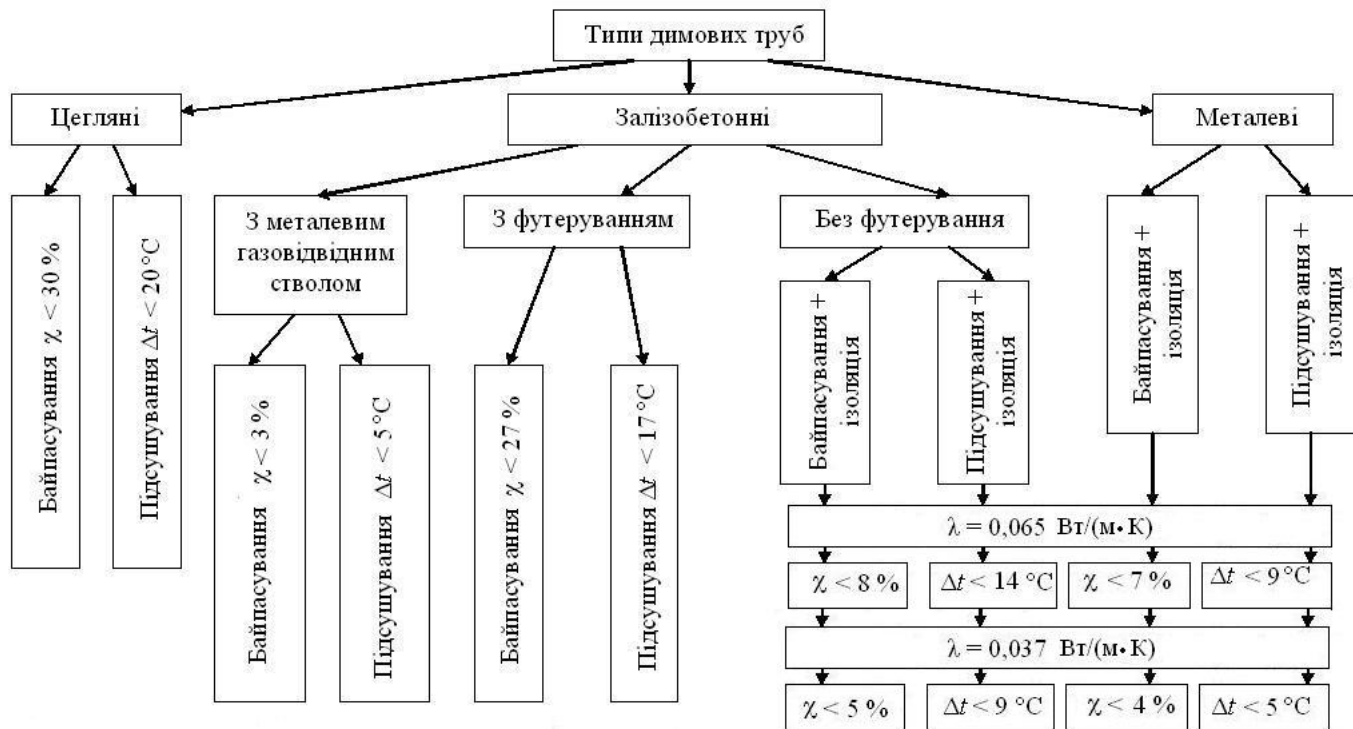 Типи димових труб
Цегляні
Залізобетонні
Металеві
Байпасування χ < 30 %
Підсушування Δt < 20 °C
З металевим
газовідвідним
стволом
З футеруванням
Без футерування
Байпасування χ < 3 %
Підсушування Δt < 5 °C
Байпасування χ < 27 %
Підсушування Δt < 17 °C
Байпасування +
ізоляція
Підсушування +
ізоляція
Байпасування +
ізоляція
Підсушування +
ізоляція
λ = 0,065 Вт/(м•К)
χ < 8 %
Δt < 14 °C
χ < 7 %
Δt < 9 °C
λ = 0,037 Вт/(м•К)
χ < 5 %
Δt < 9 °C
χ < 4 %
Δt < 5 °C